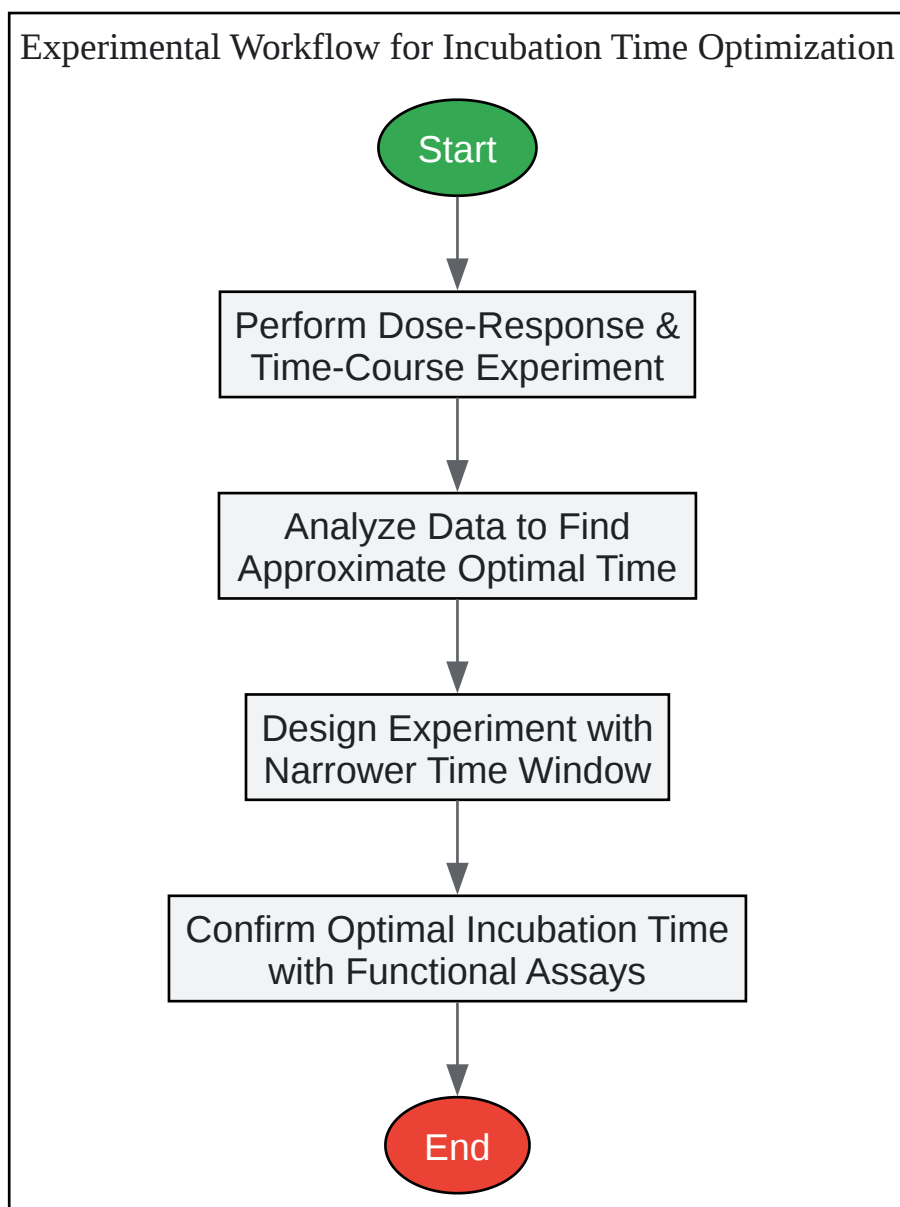 Experimental Workflow for Incubation Time Optimization
Start
Perform Dose-Response &
Time-Course Experiment
Analyze Data to Find
Approximate Optimal Time
Design Experiment with
Narrower Time Window
Confirm Optimal Incubation Time
with Functional Assays
End